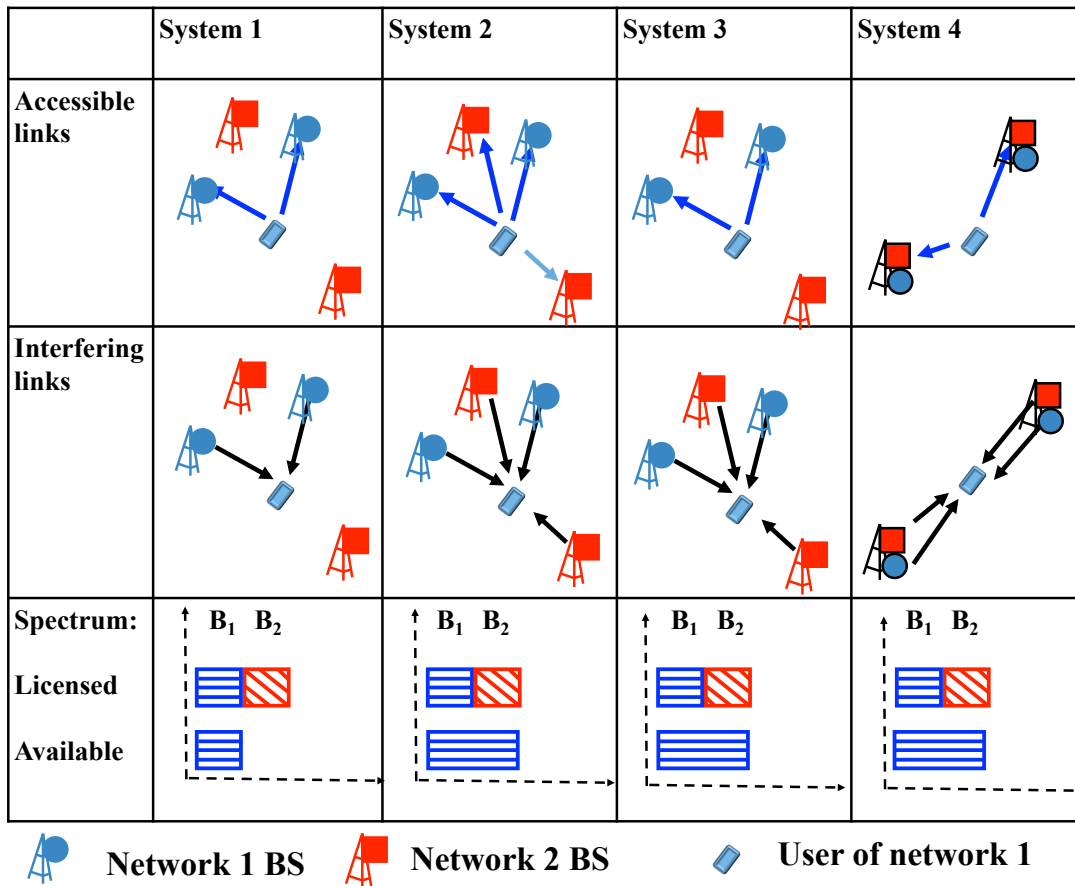 System 1 System 2 System 3 System 4
Accessible
links
Interfering
links
Spectrum: B1 B2 B1 B2 B1 B2 B1 B2
Licensed
Available
Network 1 BS Network 2 BS User of network 1